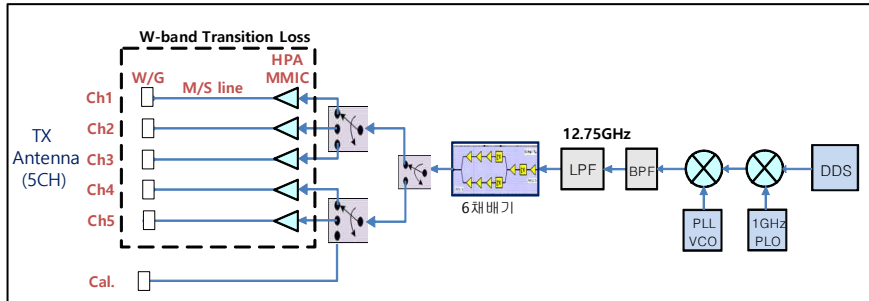 W-band Transition Loss
HPA
MMIC
W/G
M/S line
Ch1
Ch2
Ch3
Ch4
Ch5
TX
Antenna
(5CH)
Cal.
6채배기
12.75GHz
LPF
BPF
DDS
PLL
VCO
1GHz
PLO